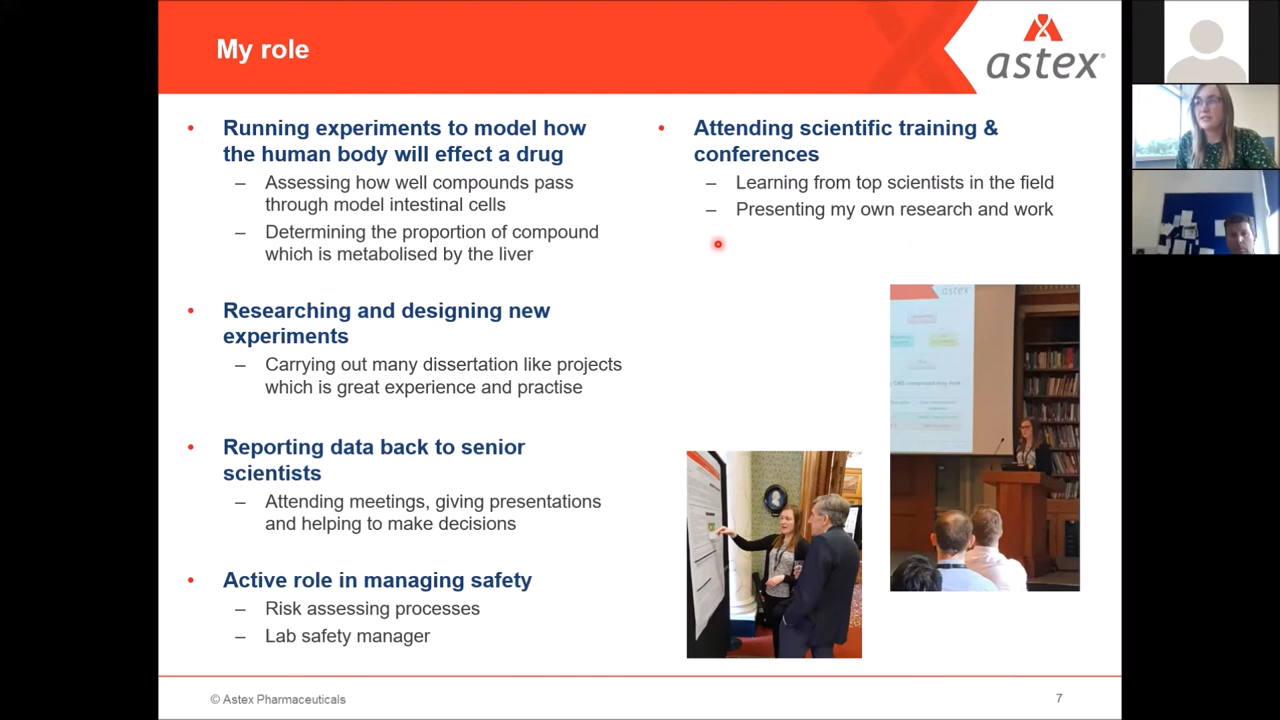 My role
astex
Running experiments to model how
the human body will effect a drug
– Assessing how well compounds pass
through model intestinal cells
– Determining the proportion of compound
which is metabolised by the liver
Researching and designing new
experiments
– Carrying out many dissertation like projects
which is great experience and practise
Reporting data back to senior
scientists
– Attending meetings, giving presentations
and helping to make decisions
Active role in managing safety
– Risk assessing processes
– Lab safety manager
Attending scientific training &
conferences
– Learning from top scientists in the field
– Presenting my own research and work
astex
© Astex Pharmaceuticals
7